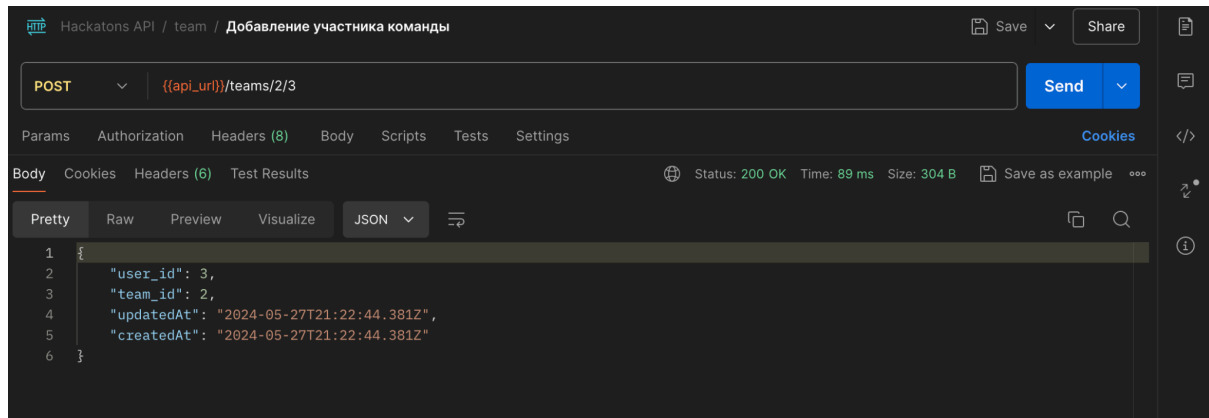 HTTP Hackatons API / team / Добавление участника команды Save Share
POST {{api_url}}/teams/2/3 Send
Params Authorization Headers (8) Body Scripts Tests Settings Cookies
Body Cookies Headers (6) Test Results Status: 200 OK Time: 89 ms Size: 304 B Save as example
Pretty Raw Preview Visualize JSON
1 {
2 "user_id": 3,
3 "team_id": 2,
4 "updatedAt": "2024-05-27T21:22:44.381Z",
5 "createdAt": "2024-05-27T21:22:44.381Z"
6 }